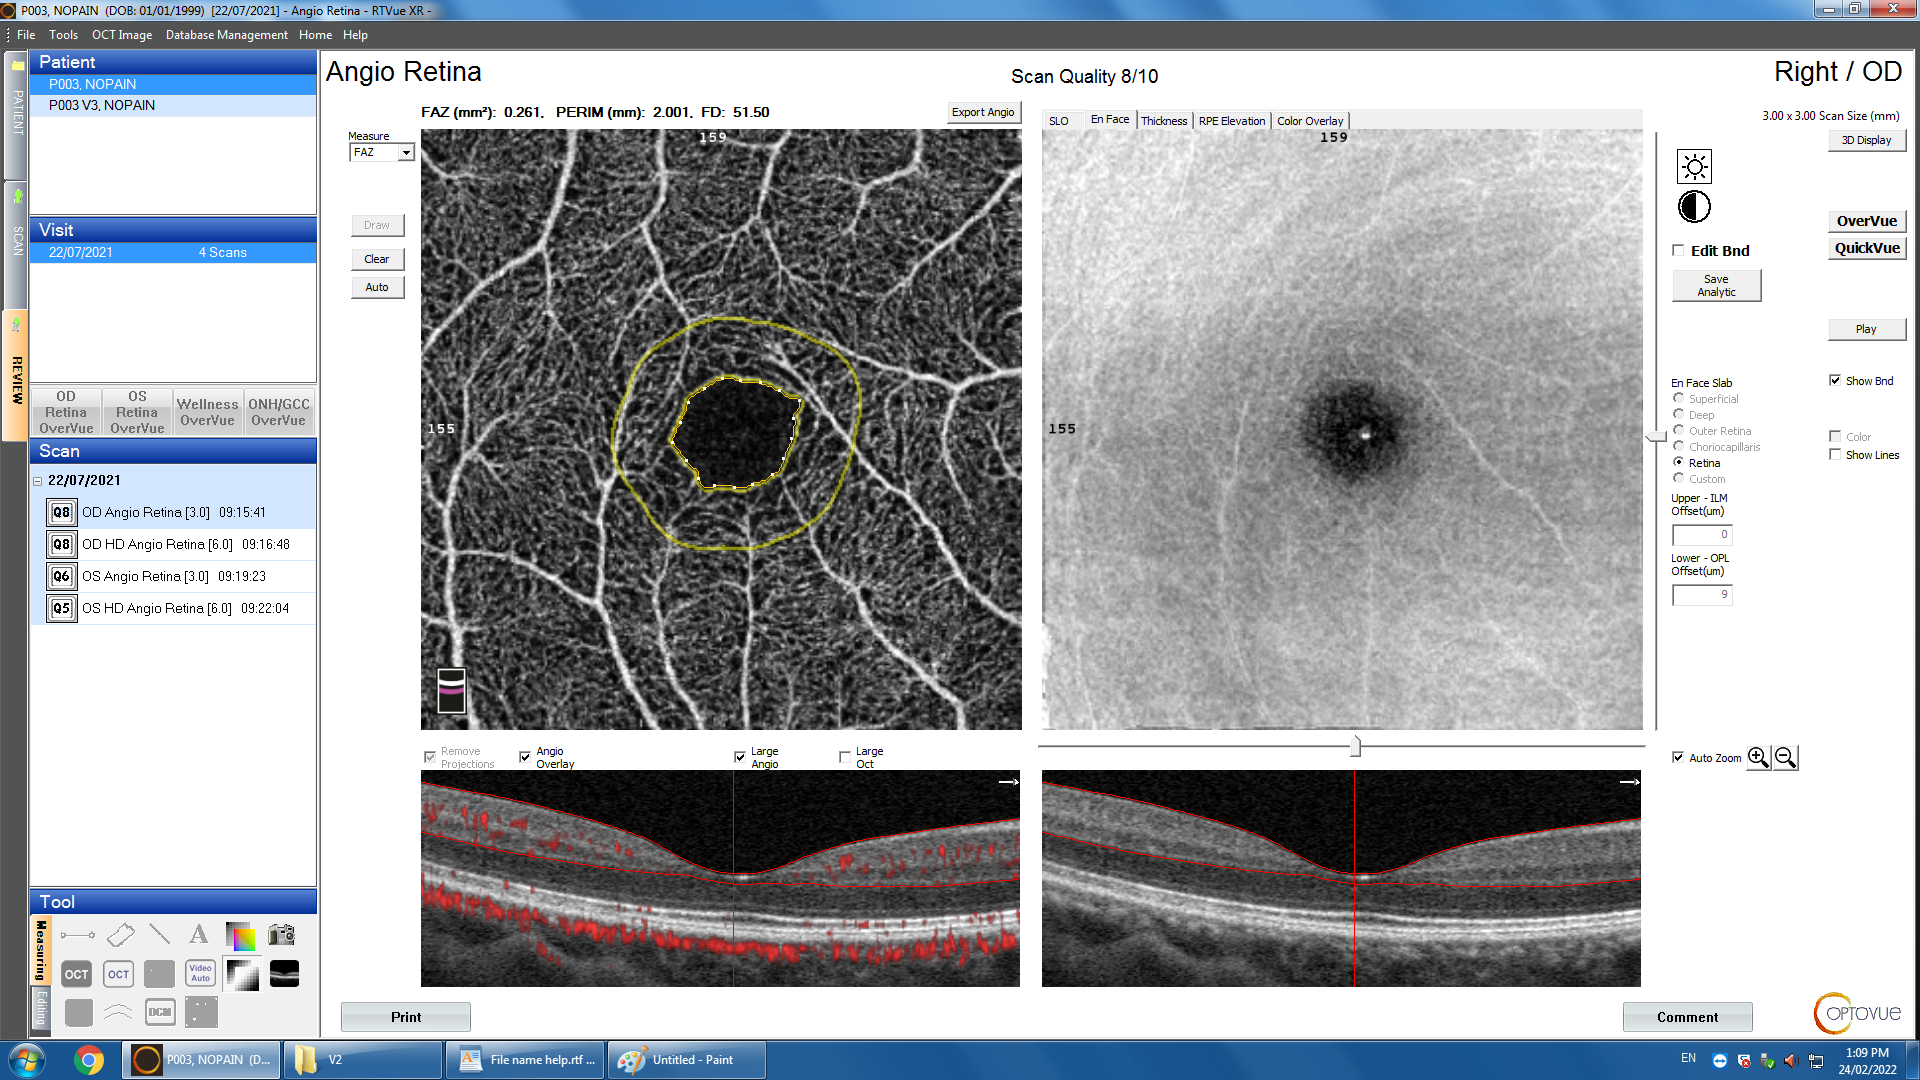 P003, NOPAIN  (DOB: 01/01/1999)  [22/07/2021] - Angio Retina - RTVue XR -
File Tools OCT Image Database Management Home Help
PATIENT
SCAN
REVIEW
Patient
P003, NOPAIN
P003 V3, NOPAIN
Visit
22/07/2021 4 Scans
OD Retina OverVue
OS Retina OverVue
Wellness OverVue
ONH/GCC OverVue
Scan
22/07/2021
Q8 OD Angio Retina [3.0] 09:15:41
Q8 OD HD Angio Retina [6.0] 09:16:48
Q6 OS Angio Retina [3.0] 09:19:23
Q5 OS HD Angio Retina [6.0] 09:22:04
Tool
Measuring
Editing
A
OCT
OCT
Video Auto
DCM
Angio Retina
Scan Quality 8/10
Right / OD
FAZ (mm²): 0.261, PERIM (mm): 2.001, FD: 51.50
Export Angio
Measure
FAZ
Draw
Clear
Auto
159
155
SLO En Face Thickness RPE Elevation Color Overlay
159
155
3.00 x 3.00 Scan Size (mm)
3D Display
OverVue
QuickVue
Edit Bnd
Save Analytic
Play
En Face Slab
Superficial
Deep
Outer Retina
Choriocapillaris
Retina
Custom
Show Bnd
Color
Show Lines
Upper - ILM
Offset(um)
0
Lower - OPL
Offset(um)
9
Remove Projections
Angio Overlay
Large Angio
Large Oct
Auto Zoom
Print
Comment
OPTOVUE
P003, NOPAIN (D...
V2
File name help.rtf ...
Untitled - Paint
EN
1:09 PM
24/02/2022